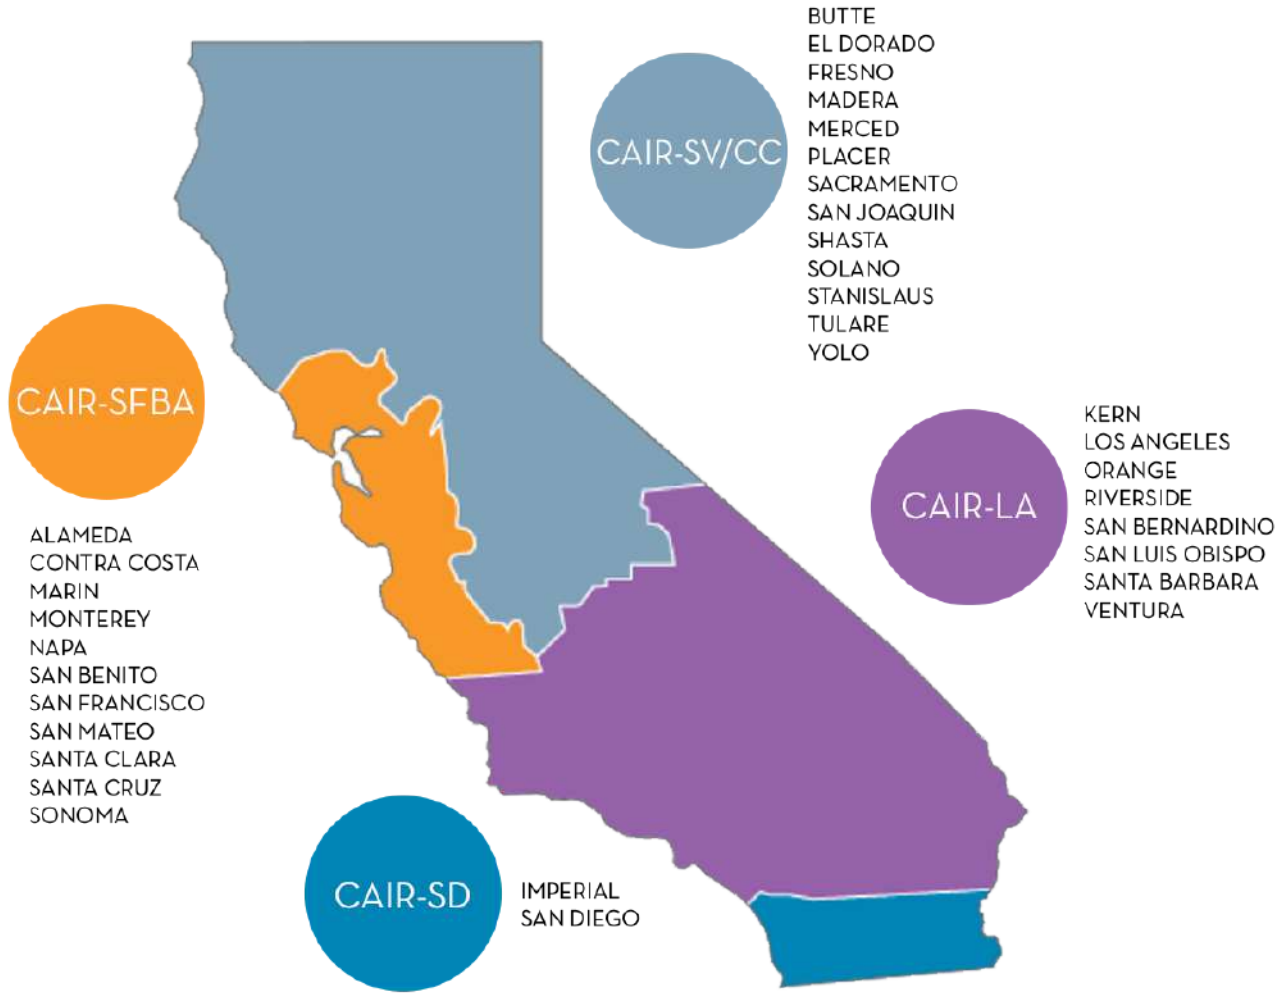 CAIR-SV/CC
BUTTE
EL DORADO
FRESNO
MADERA
MERCED
PLACER
SACRAMENTO
SAN JOAQUIN
SHASTA
SOLANO
STANISLAUS
TULARE
YOLO
CAIR-SFBA
ALAMEDA
CONTRA COSTA
MARIN
MONTEREY
NAPA
SAN BENITO
SAN FRANCISCO
SAN MATEO
SANTA CLARA
SANTA CRUZ
SONOMA
CAIR-LA
KERN
LOS ANGELES
ORANGE
RIVERSIDE
SAN BERNARDINO
SAN LUIS OBISPO
SANTA BARBARA
VENTURA
CAIR-SD
IMPERIAL
SAN DIEGO